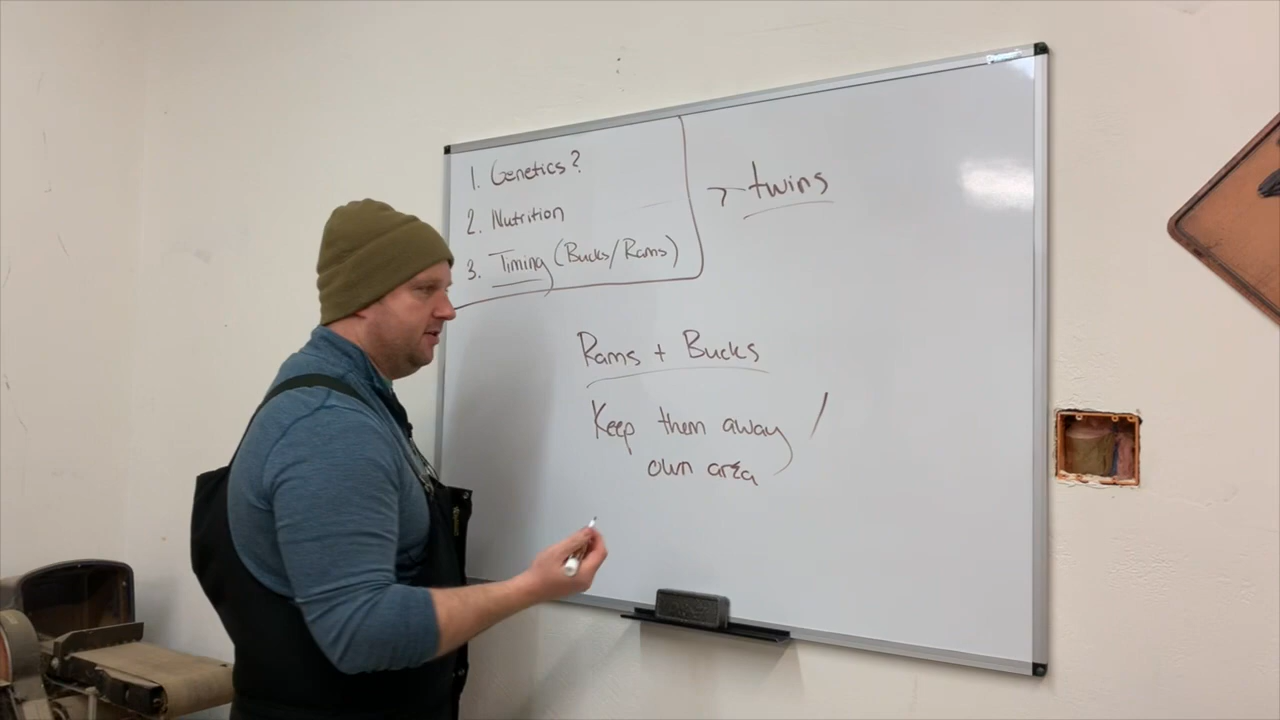 1. Genetics?
2. Nutrition
3. Timing (Bucks/Rams)
twins
Rams + Bucks
Keep them away /
own area